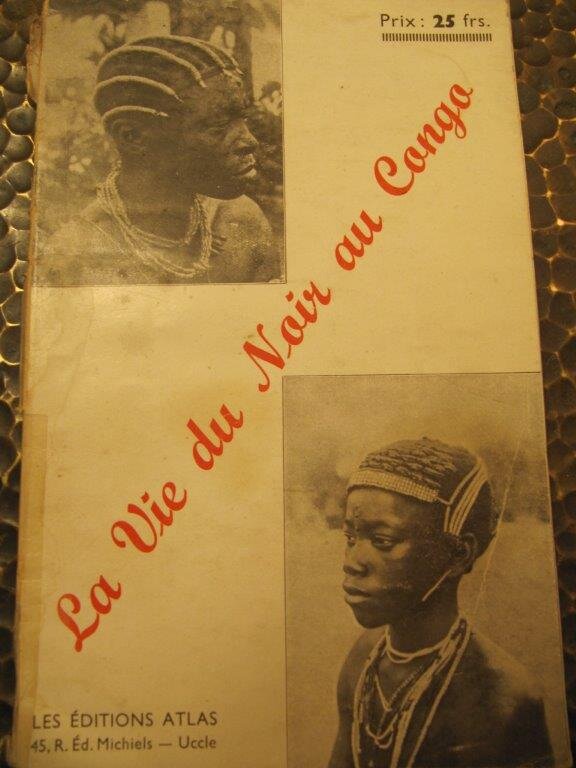 Prix : 25 frs.
La Vie du Noir au Congo
LES ÉDITIONS ATLAS
45, R. Éd. Michiels — Uccle